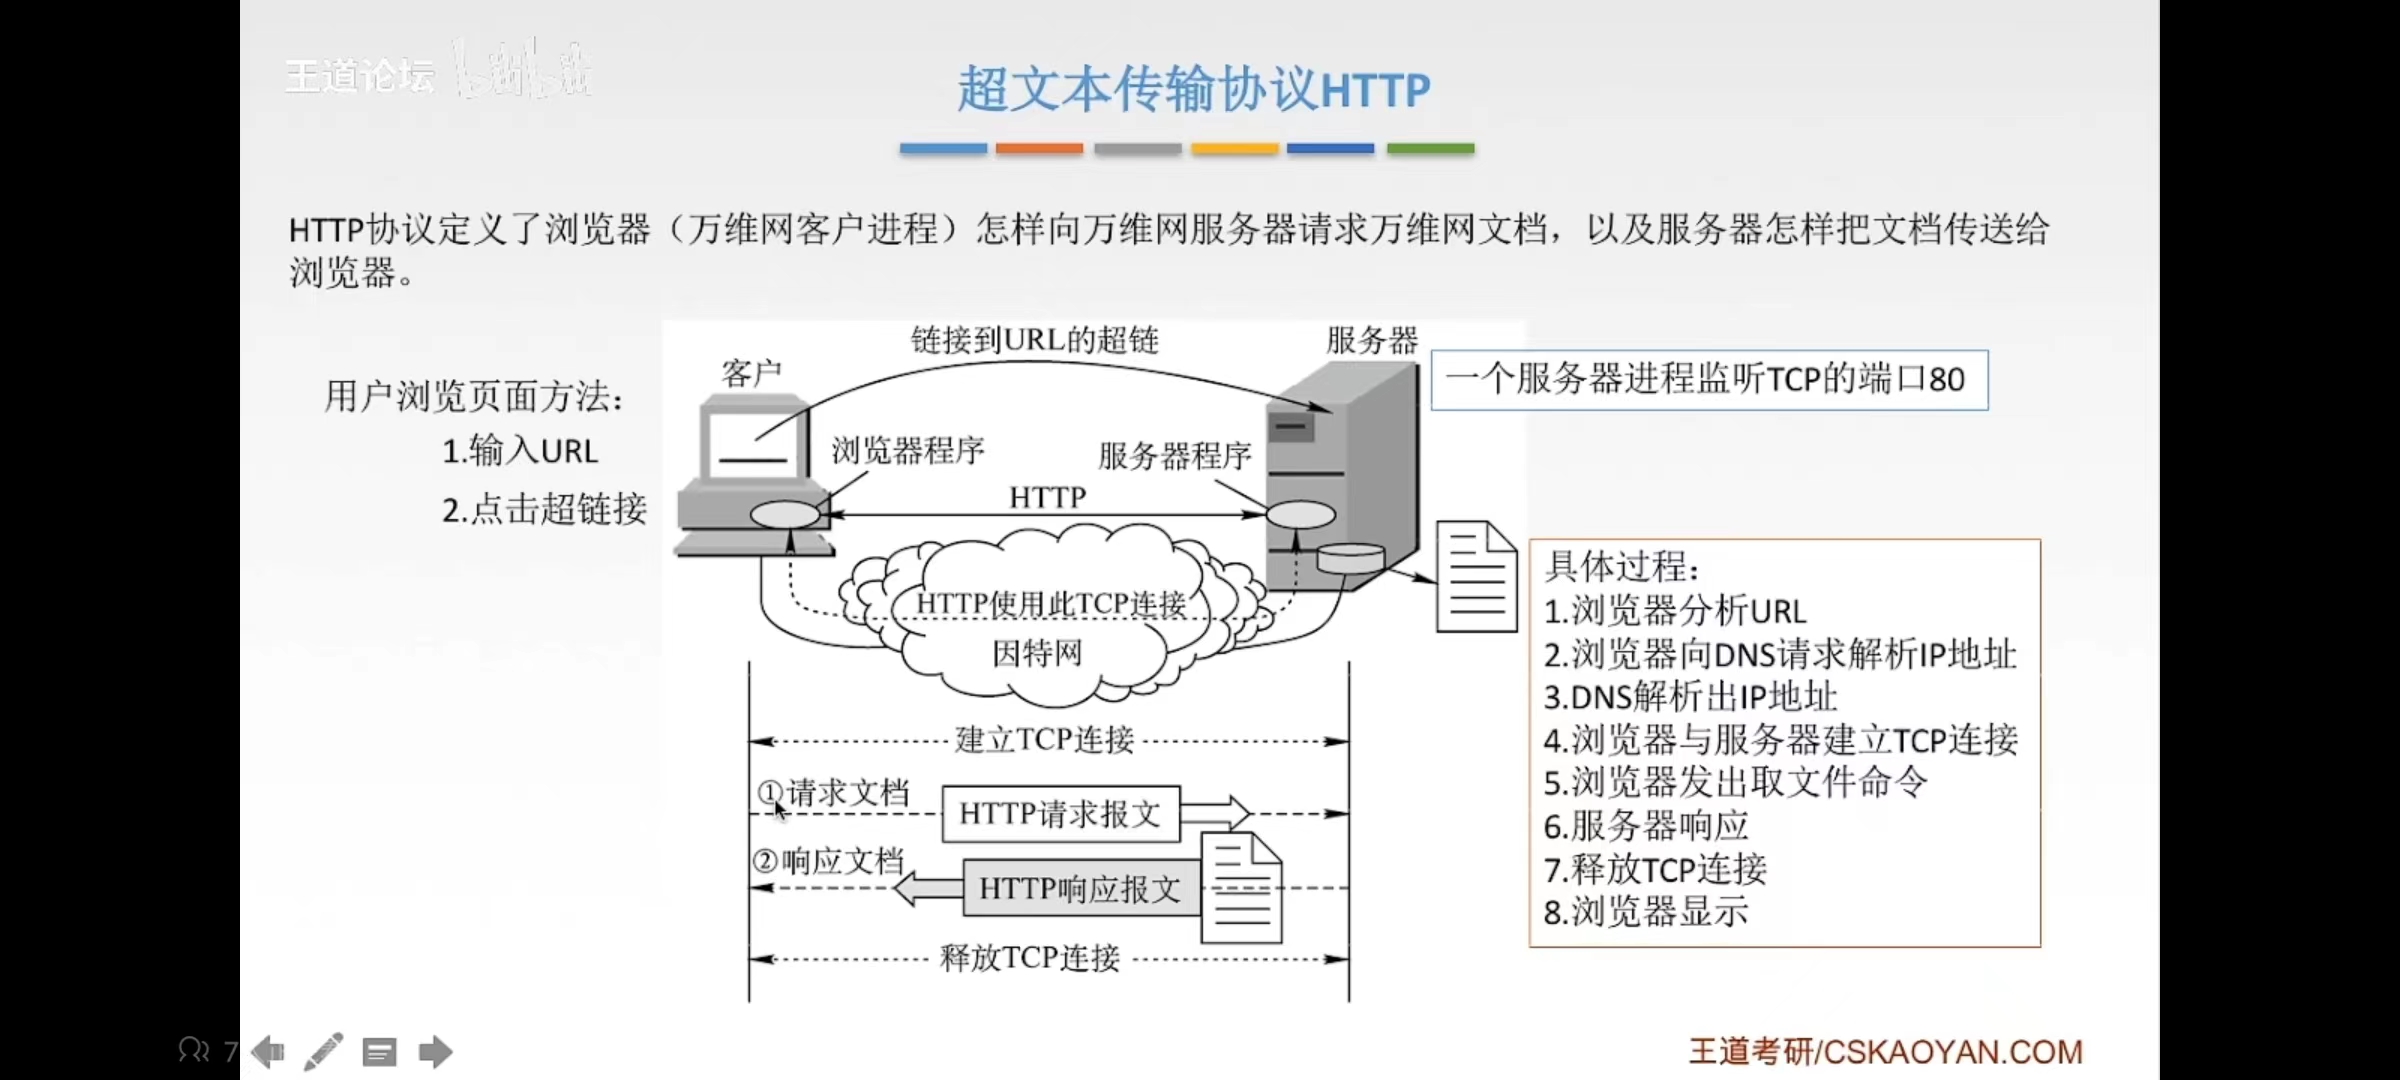 王道论坛 bilibili
超文本传输协议HTTP
HTTP协议定义了浏览器（万维网客户进程）怎样向万维网服务器请求万维网文档，以及服务器怎样把文档传送给
浏览器。
用户浏览页面方法：
1.输入URL
2.点击超链接
链接到URL的超链
服务器
客户
一个服务器进程监听TCP的端口80
浏览器程序
服务器程序
HTTP
HTTP使用此TCP连接
因特网
建立TCP连接
①请求文档
HTTP请求报文
②响应文档
HTTP响应报文
释放TCP连接
具体过程：
1.浏览器分析URL
2.浏览器向DNS请求解析IP地址
3.DNS解析出IP地址
4.浏览器与服务器建立TCP连接
5.浏览器发出取文件命令
6.服务器响应
7.释放TCP连接
8.浏览器显示
7
王道考研/CSKAOYAN.COM